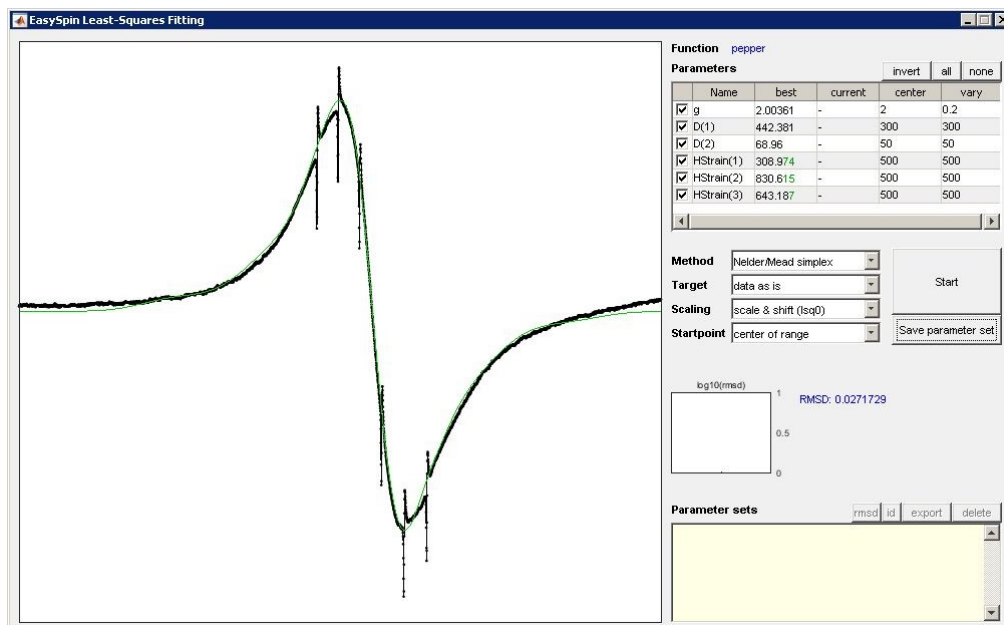 EasySpin Least-Squares Fitting
Function pepper
Parameters invert all none
Name best current center vary
g 2.00361 - 2 0.2
D(1) 442.381 - 300 300
D(2) 68.96 - 50 50
HStrain(1) 308.974 - 500 500
HStrain(2) 830.615 - 500 500
HStrain(3) 643.187 - 500 500
Method Nelder/Mead simplex
Start
Target data as is
Scaling scale & shift (lsq0)
Save parameter set
Startpoint center of range
log10(rmsd)
1
RMSD: 0.0271729
0.5
0
Parameter sets rmsd id export delete